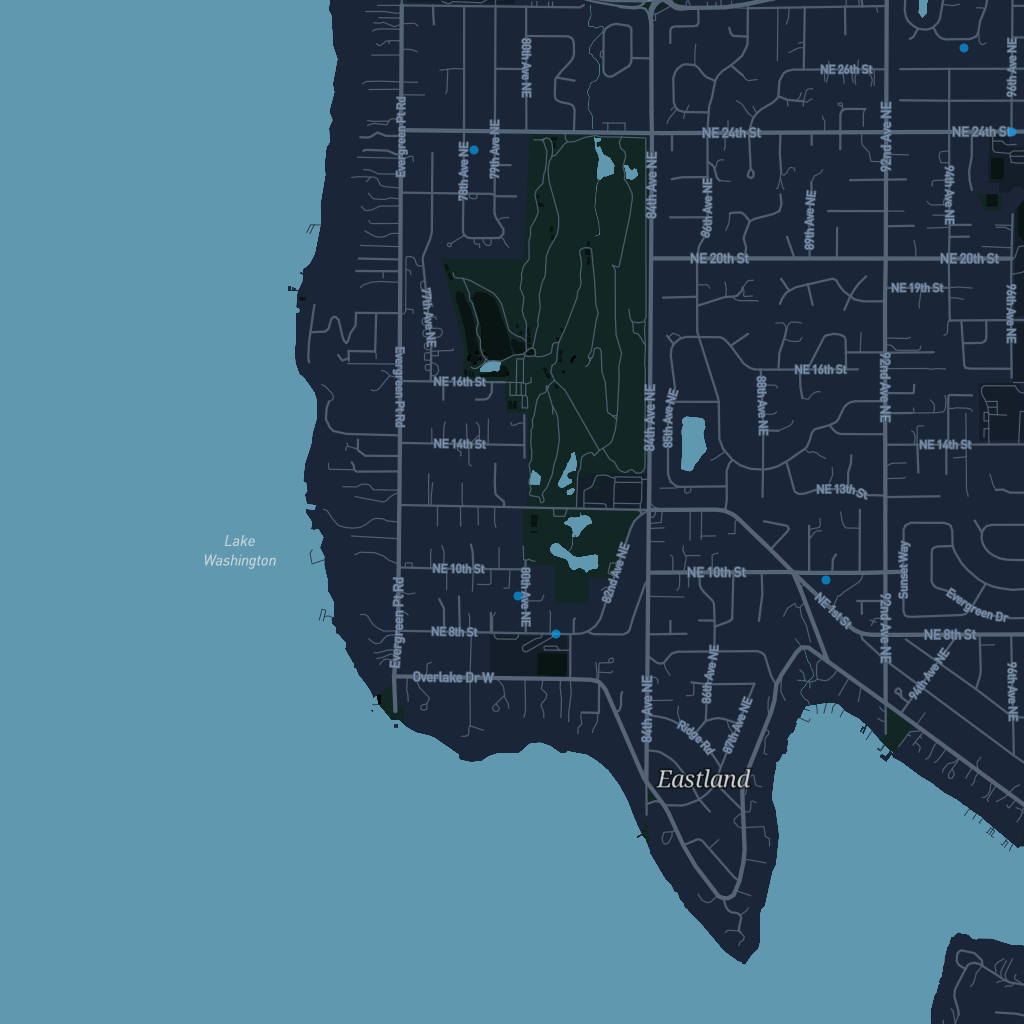 80th Ave NE
NE 26th St
96th Ave NE
Evergreen Pt Rd
79th Ave NE
78th Ave NE
NE 24th St
92nd Ave NE
NE 24th St
84th Ave NE
86th Ave NE
89th Ave NE
94th Ave NE
NE 20th St
NE 20th St
77th Ave NE
NE 19th St
96th Ave NE
Evergreen Pt Rd
NE 16th St
NE 16th St
92nd Ave NE
84th Ave NE
85th Ave NE
88th Ave NE
NE 14th St
NE 14th St
NE 13th St
Lake
Washington
NE 10th St
80th Ave NE
82nd Ave NE
NE 10th St
Sunset Way
Evergreen Pt Rd
NE 1st St
92nd Ave NE
Evergreen Dr
NE 8th St
NE 8th St
Overlake Dr W
86th Ave NE
94th Ave NE
96th Ave NE
84th Ave NE
Ridge Rd
87th Ave NE
Eastland